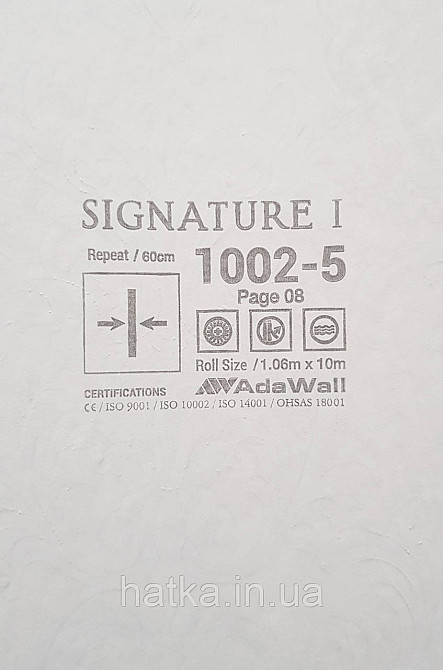 SIGNATURE I
Repeat / 60cm
1002-5
Page 08
Roll Size / 1.06m x 10m
CERTIFICATIONS
AdaWall
CE / ISO 9001 / ISO 10002 / ISO 14001 / OHSAS 18001
hatka.in.ua